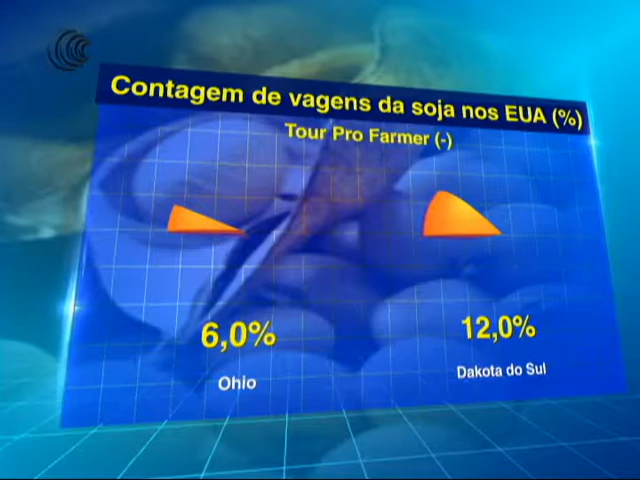 Contagem de vagens da soja nos EUA (%)
Tour Pro Farmer (-)
6,0%
12,0%
Ohio
Dakota do Sul